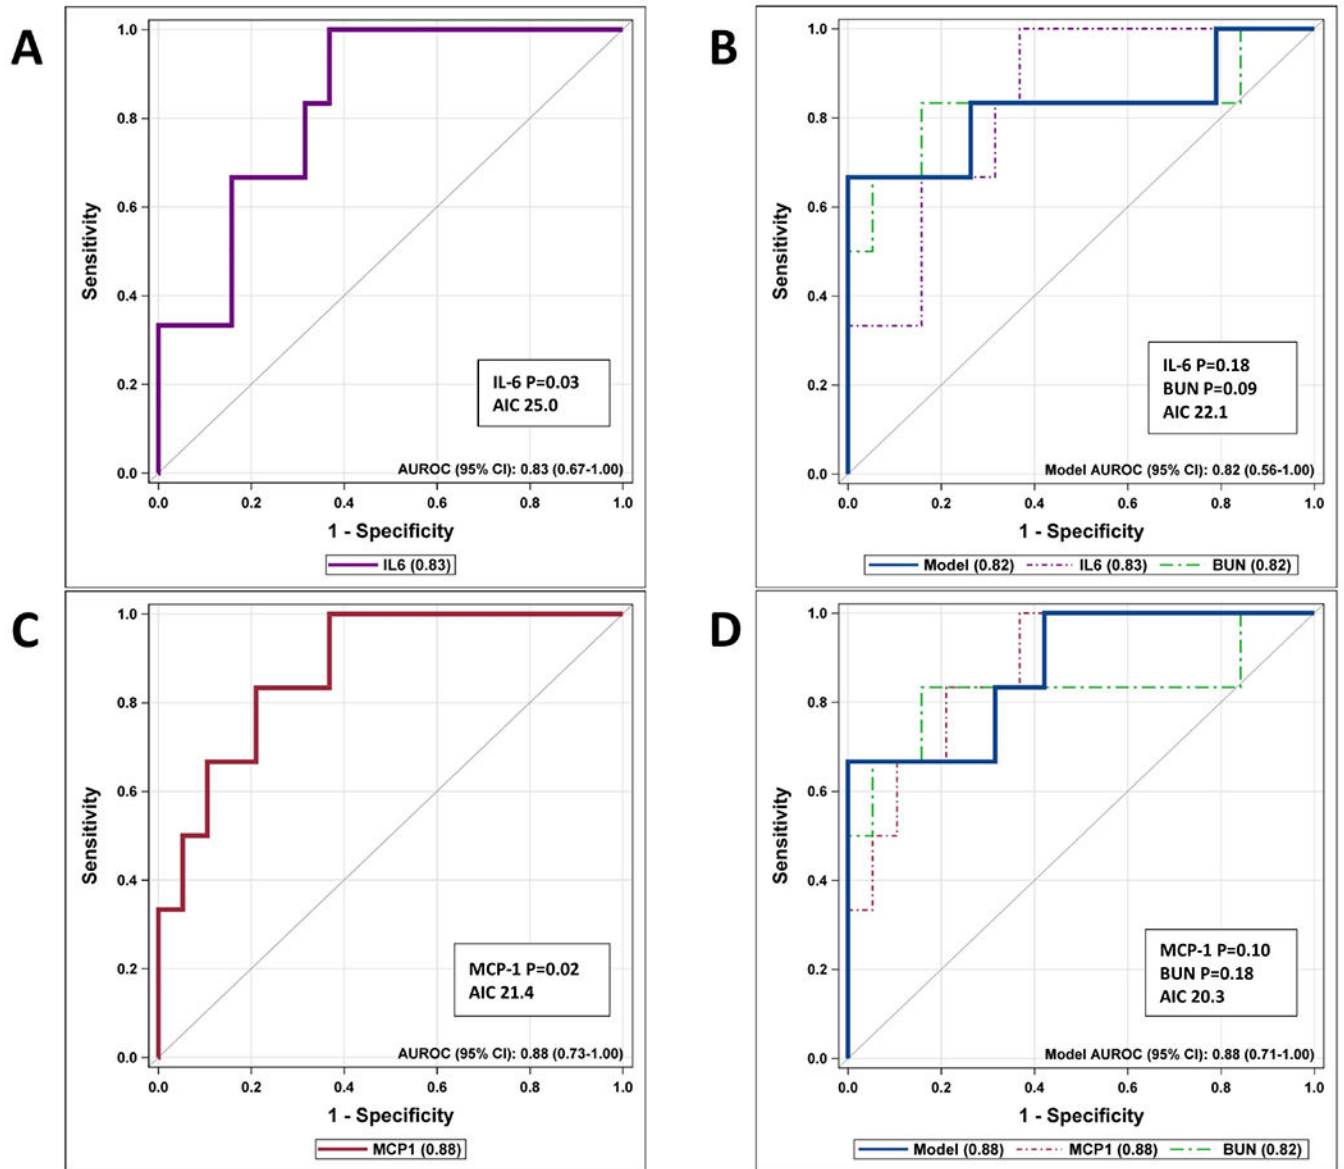 A
1.0
0.8
0.6
0.4
0.2
0.0
Sensitivity
IL-6 P=0.03
AIC 25.0
AUROC (95% CI): 0.83 (0.67-1.00)
0.0 0.2 0.4 0.6 0.8 1.0
1 - Specificity
IL6 (0.83)
B
1.0
0.8
0.6
0.4
0.2
0.0
Sensitivity
IL-6 P=0.18
BUN P=0.09
AIC 22.1
Model AUROC (95% CI): 0.82 (0.56-1.00)
0.0 0.2 0.4 0.6 0.8 1.0
1 - Specificity
Model (0.82) IL6 (0.83) BUN (0.82)
C
1.0
0.8
0.6
0.4
0.2
0.0
Sensitivity
MCP-1 P=0.02
AIC 21.4
AUROC (95% CI): 0.88 (0.73-1.00)
0.0 0.2 0.4 0.6 0.8 1.0
1 - Specificity
MCP1 (0.88)
D
1.0
0.8
0.6
0.4
0.2
0.0
Sensitivity
MCP-1 P=0.10
BUN P=0.18
AIC 20.3
Model AUROC (95% CI): 0.88 (0.71-1.00)
0.0 0.2 0.4 0.6 0.8 1.0
1 - Specificity
Model (0.88) MCP1 (0.88) BUN (0.82)